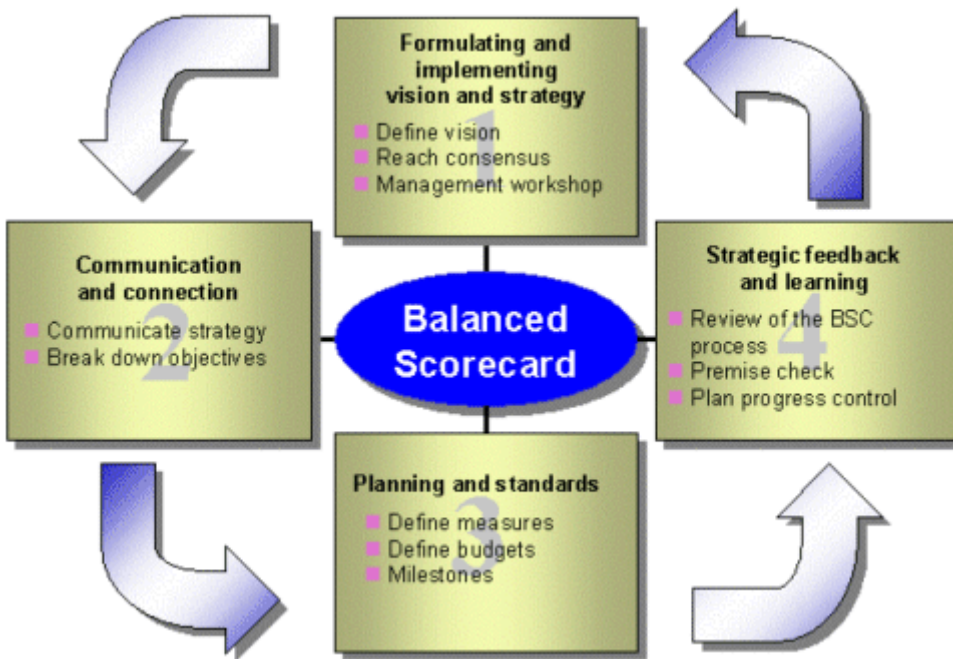 Formulating and
implementing
vision and strategy
1
Define vision
Reach consensus
Management workshop
Communication
and connection
2
Communicate strategy
Break down objectives
Balanced
Scorecard
Strategic feedback
and learning
4
Review of the BSC
process
Premise check
Plan progress control
Planning and standards
3
Define measures
Define budgets
Milestones